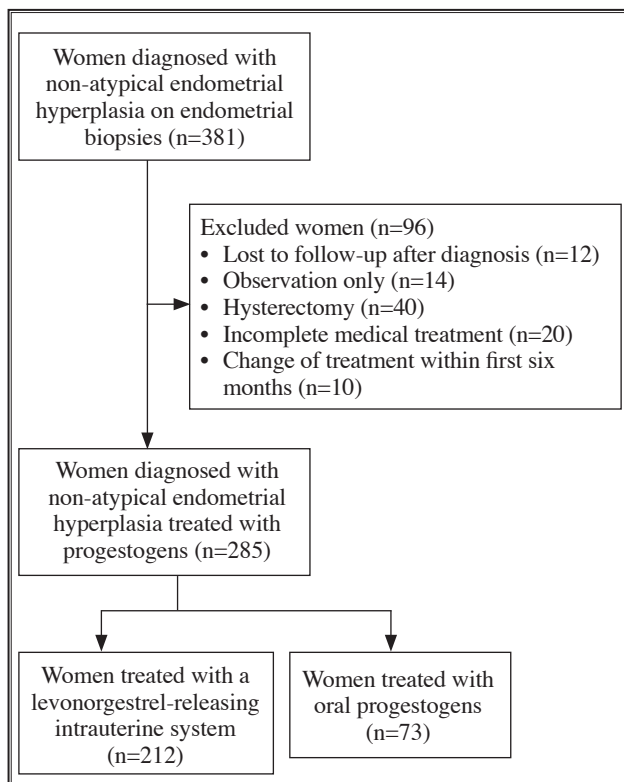 Women diagnosed with
non-atypical endometrial
hyperplasia on endometrial
biopsies (n=381)
Excluded women (n=96)
• Lost to follow-up after diagnosis (n=12)
• Observation only (n=14)
• Hysterectomy (n=40)
• Incomplete medical treatment (n=20)
• Change of treatment within first six
months (n=10)
Women diagnosed with
non-atypical endometrial
hyperplasia treated with
progestogens (n=285)
Women treated with a
levonorgestrel-releasing
intrauterine system
(n=212)
Women treated with
oral progestogens
(n=73)